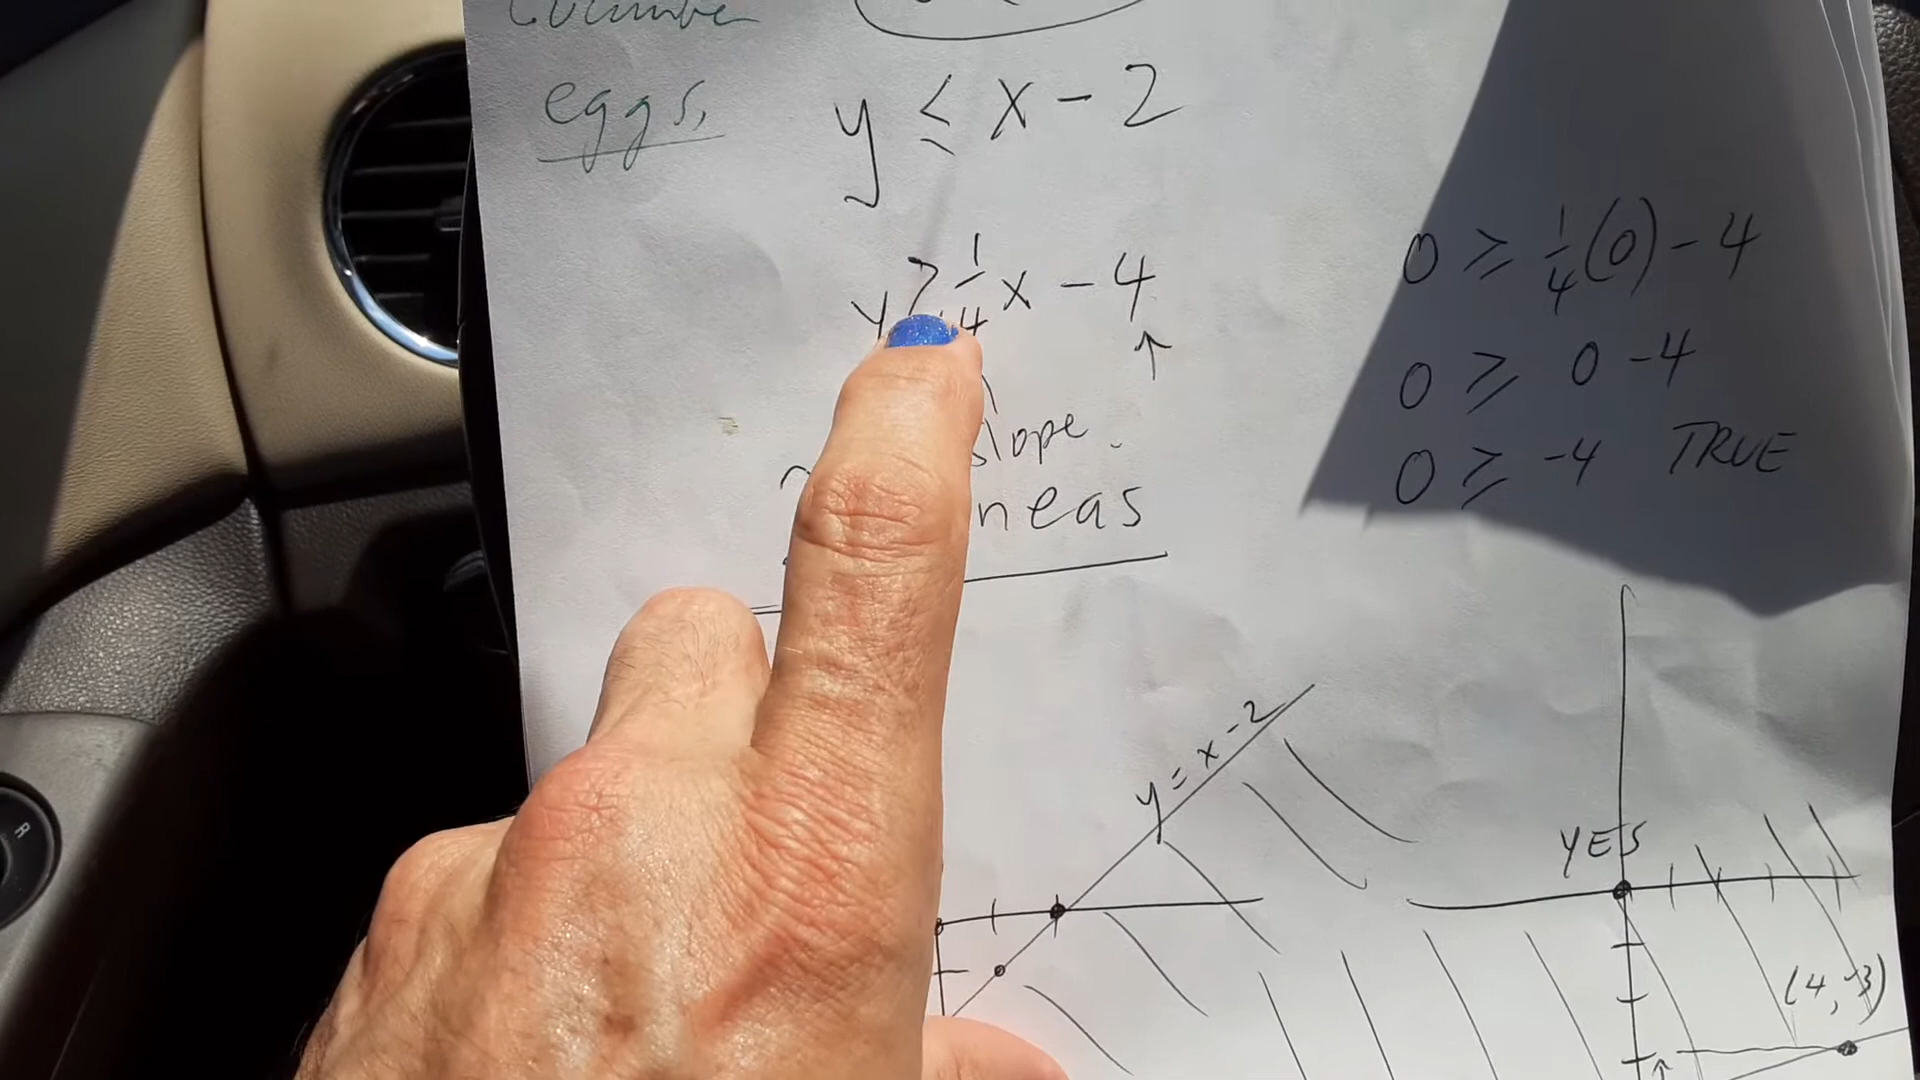 eggs,
y ≤ x - 2
y > 1/4 x - 4
↑
slope
neas
0 ≥ 1/4(0) - 4
0 ≥ 0 - 4
0 ≥ -4 TRUE
y = x - 2
YES
(4, -3)
R